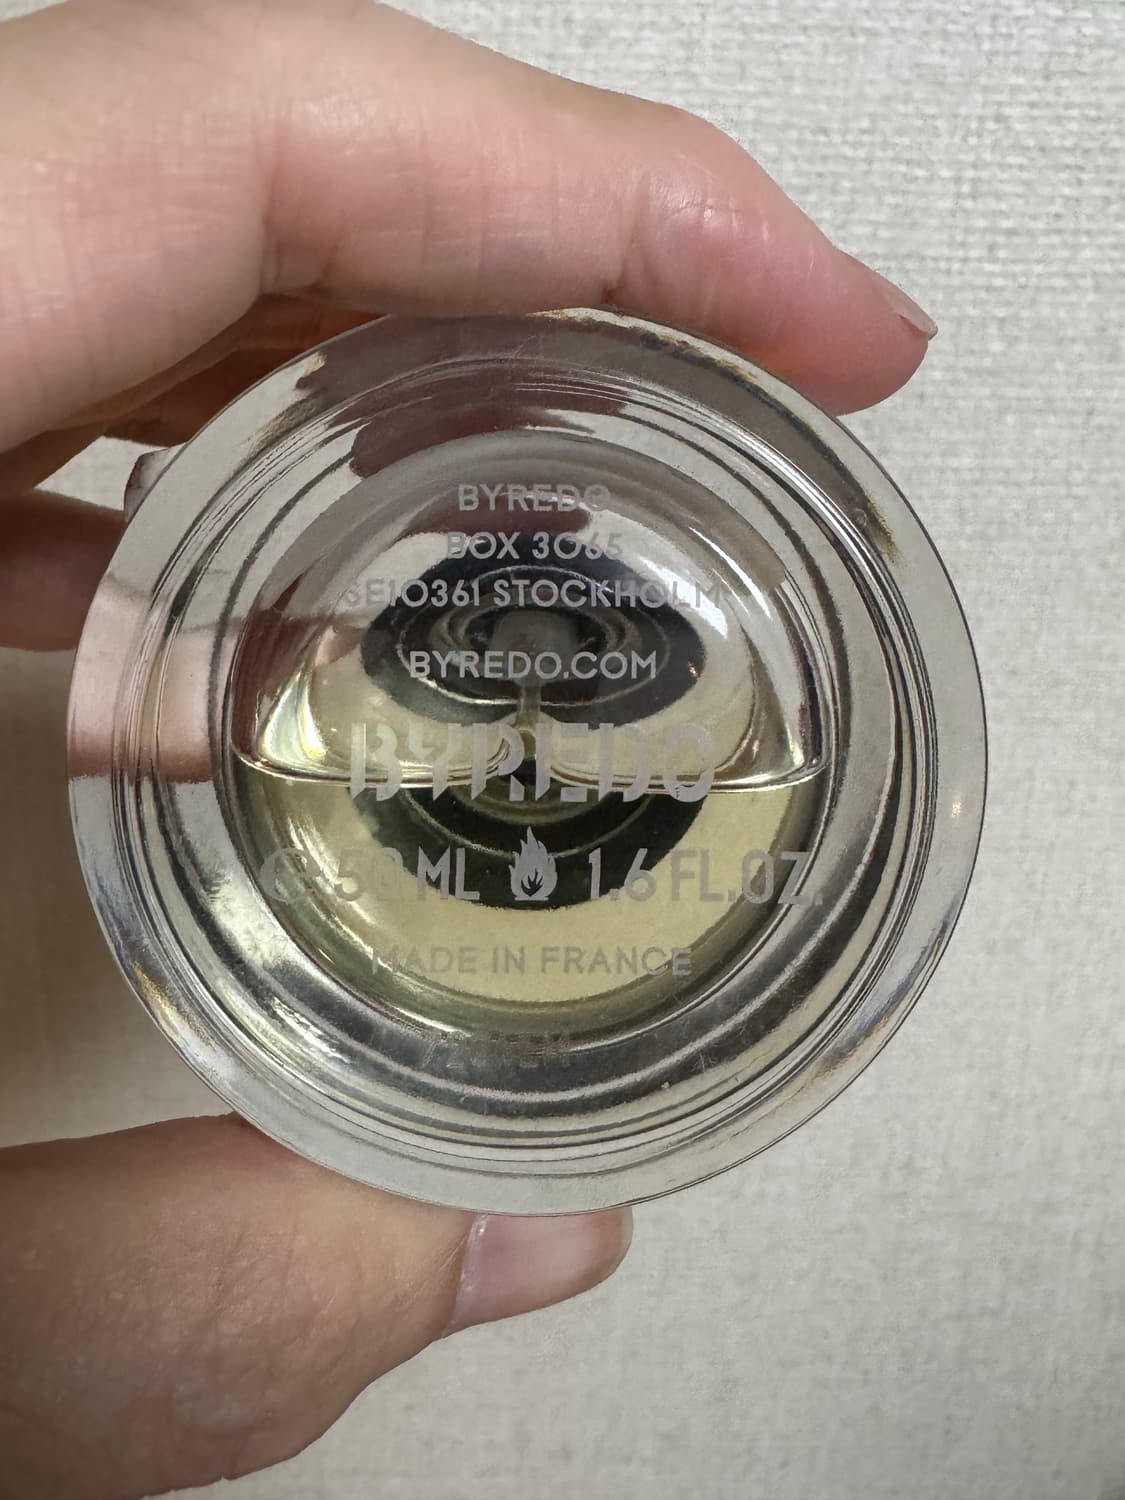 BYREDO
BOX 3065
SE10361 STOCKHOLM
BYREDO.COM
BYREDO
50 ML 1.6 FL.OZ.
MADE IN FRANCE